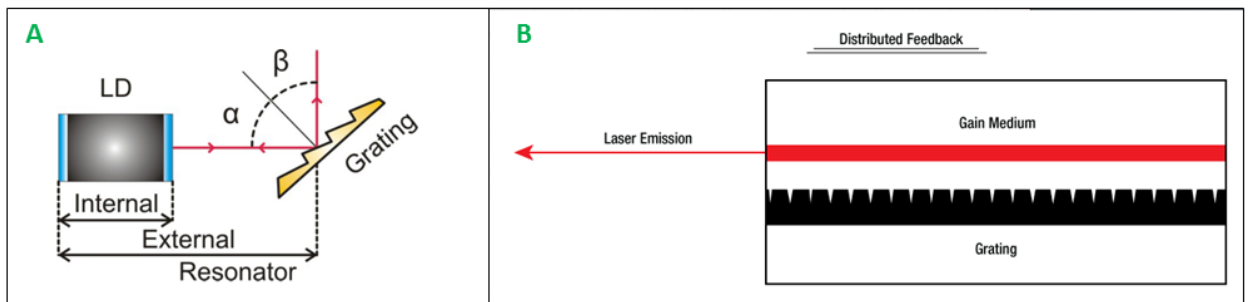 A
LD
α
β
Grating
Internal
External
Resonator
B
Distributed Feedback
Gain Medium
Laser Emission
Grating